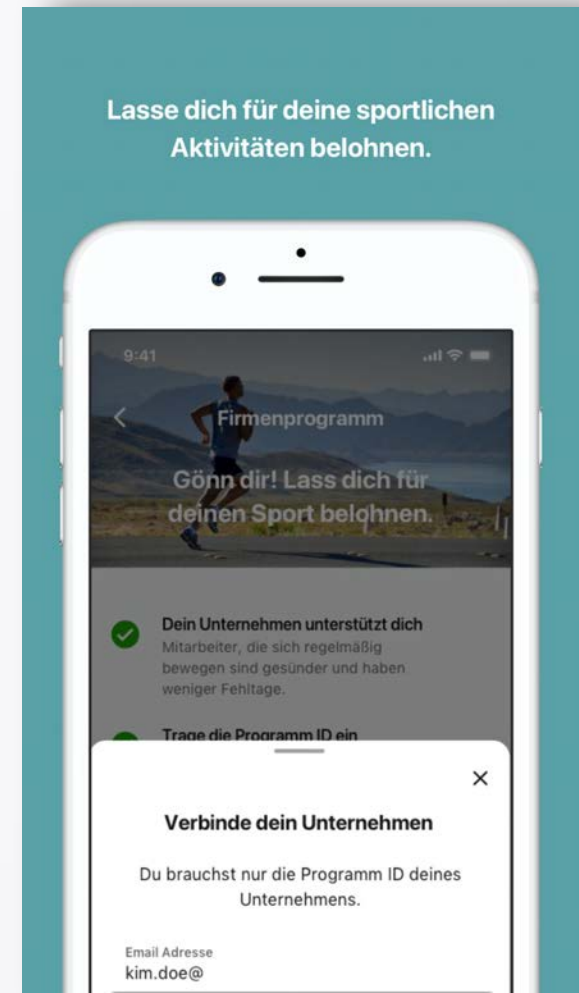 Lasse dich für deine sportlichen
Aktivitäten belohnen.
9:41
Firmenprogramm
Gönn dir! Lass dich für
deinen Sport belohnen.
Dein Unternehmen unterstützt dich
Mitarbeiter, die sich regelmäßig
bewegen sind gesünder und haben
weniger Fehltage.
Trage die Programm ID ein
Verbinde dein Unternehmen
Du brauchst nur die Programm ID deines
Unternehmens.
Email Adresse
kim.doe@